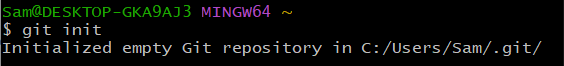 Sam@DESKTOP-GKA9AJ3 MINGW64 ~
$ git init
Initialized empty Git repository in C:/Users/Sam/.git/